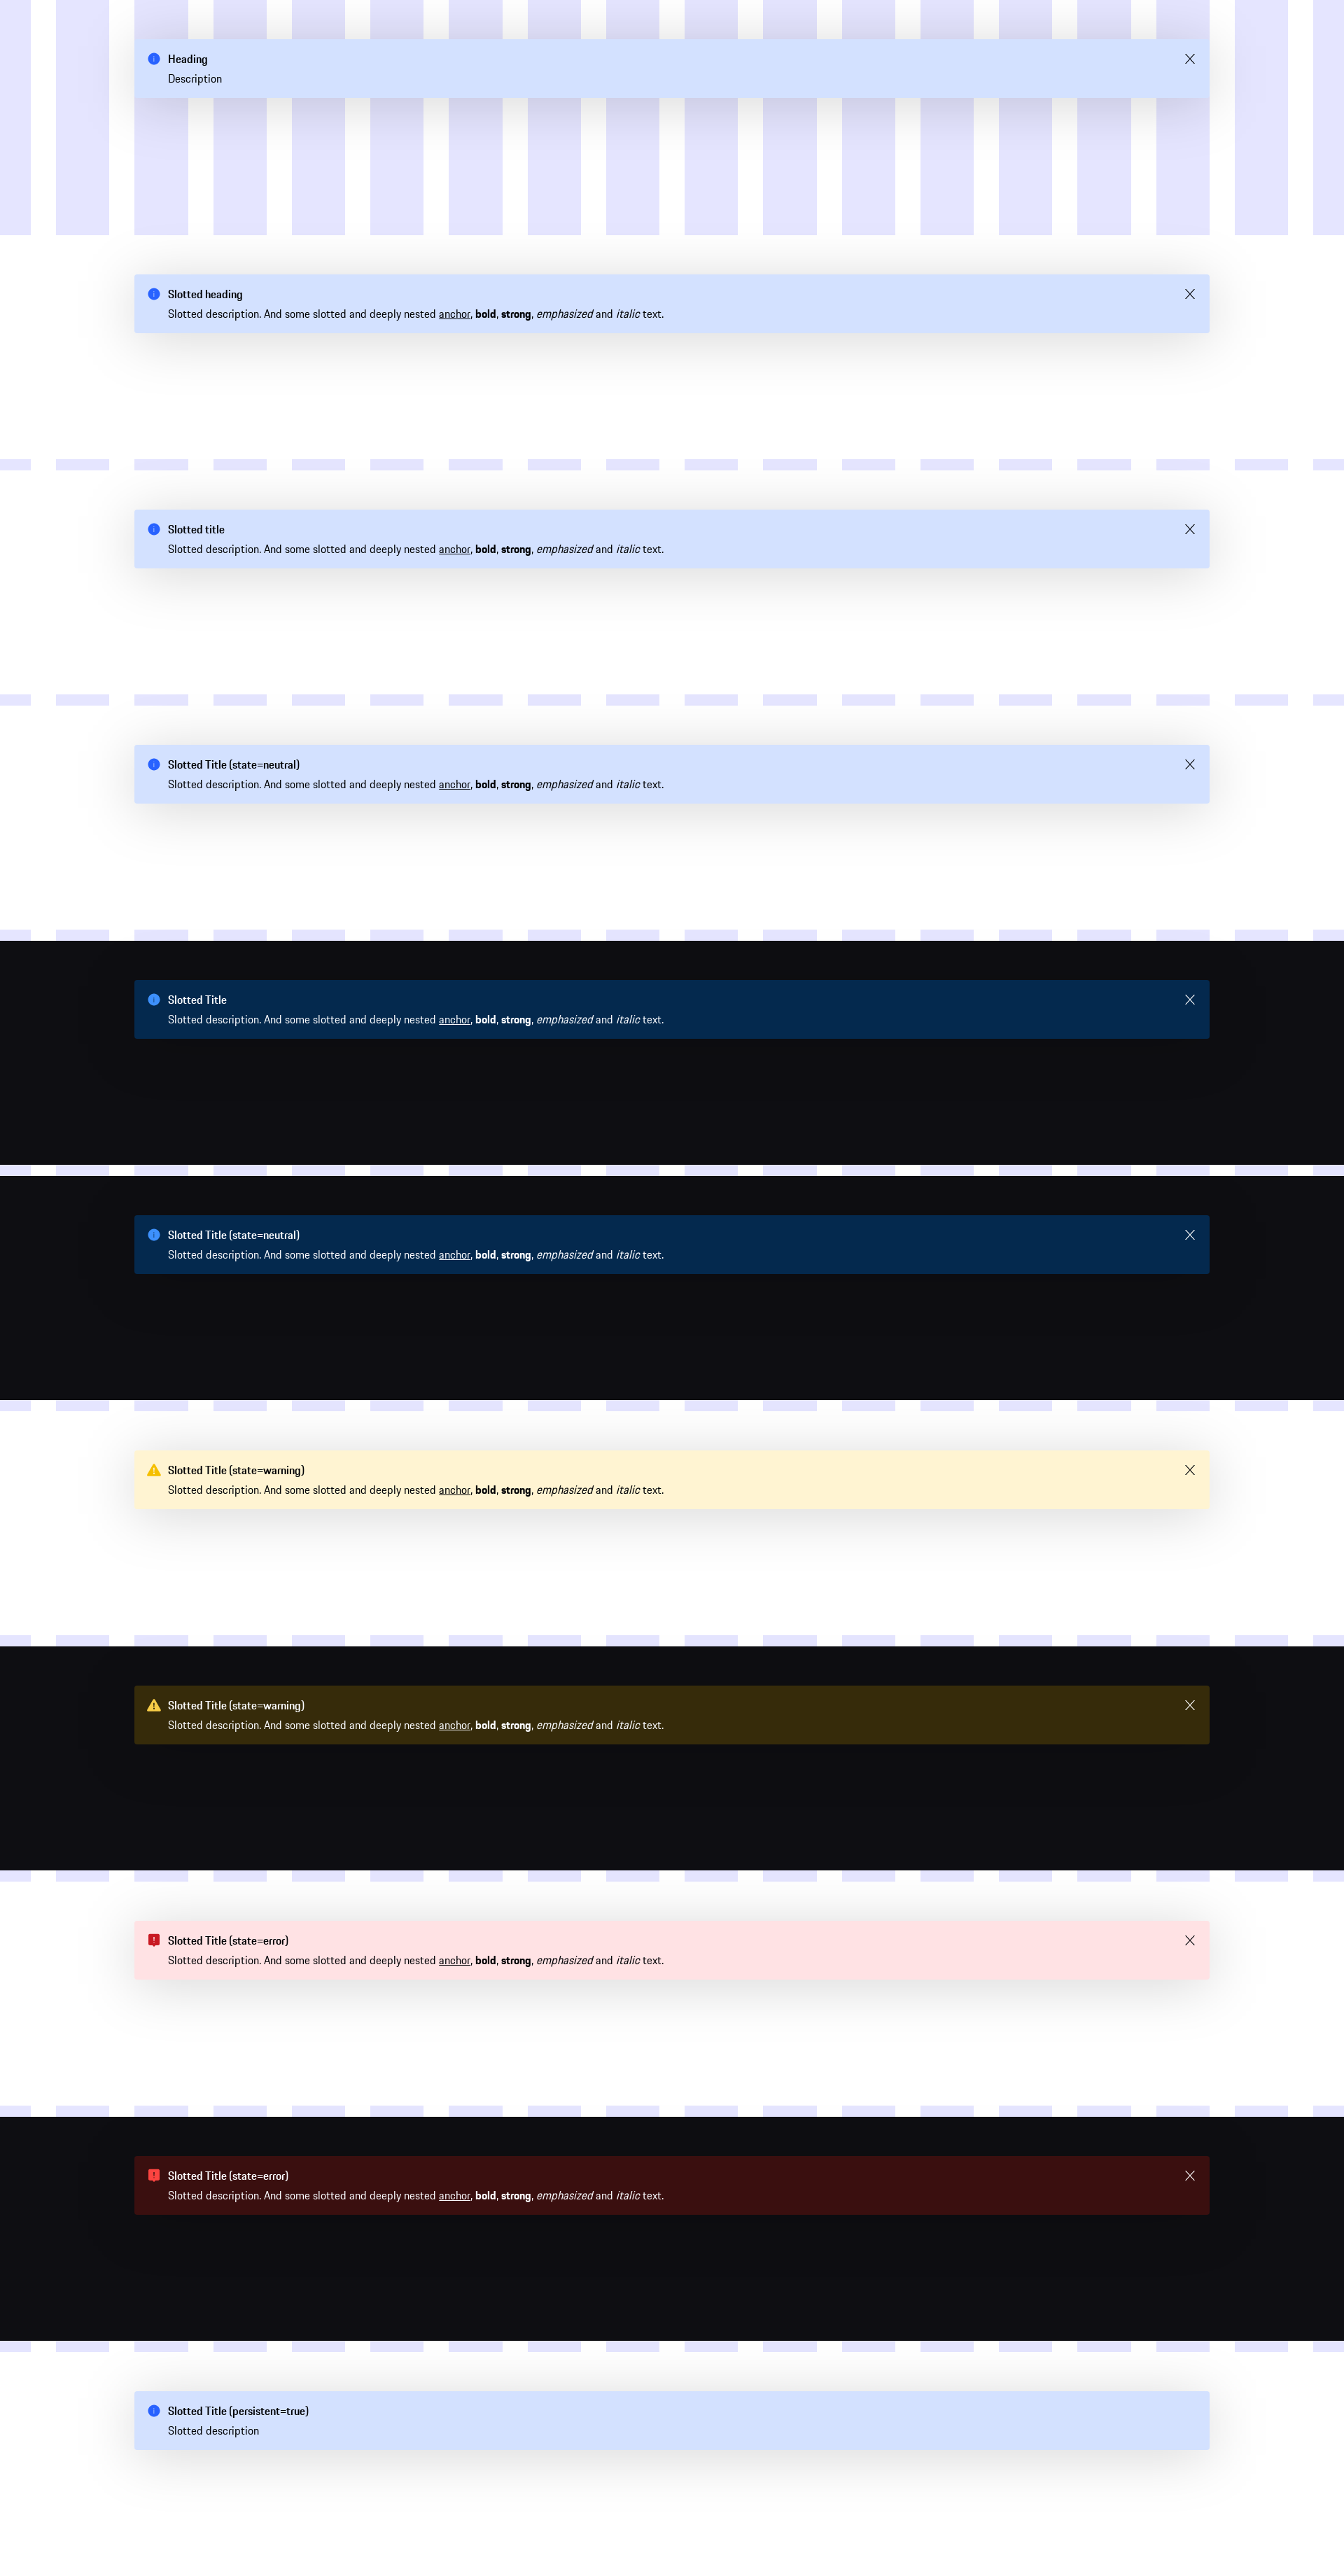 Heading
Description
Slotted heading
Slotted description. And some slotted and deeply nested anchor, bold, strong, emphasized and italic text.
Slotted title
Slotted description. And some slotted and deeply nested anchor, bold, strong, emphasized and italic text.
Slotted Title (state=neutral)
Slotted description. And some slotted and deeply nested anchor, bold, strong, emphasized and italic text.
Slotted Title
Slotted description. And some slotted and deeply nested anchor, bold, strong, emphasized and italic text.
Slotted Title (state=neutral)
Slotted description. And some slotted and deeply nested anchor, bold, strong, emphasized and italic text.
Slotted Title (state=warning)
Slotted description. And some slotted and deeply nested anchor, bold, strong, emphasized and italic text.
Slotted Title (state=warning)
Slotted description. And some slotted and deeply nested anchor, bold, strong, emphasized and italic text.
Slotted Title (state=error)
Slotted description. And some slotted and deeply nested anchor, bold, strong, emphasized and italic text.
Slotted Title (state=error)
Slotted description. And some slotted and deeply nested anchor, bold, strong, emphasized and italic text.
Slotted Title (persistent=true)
Slotted description